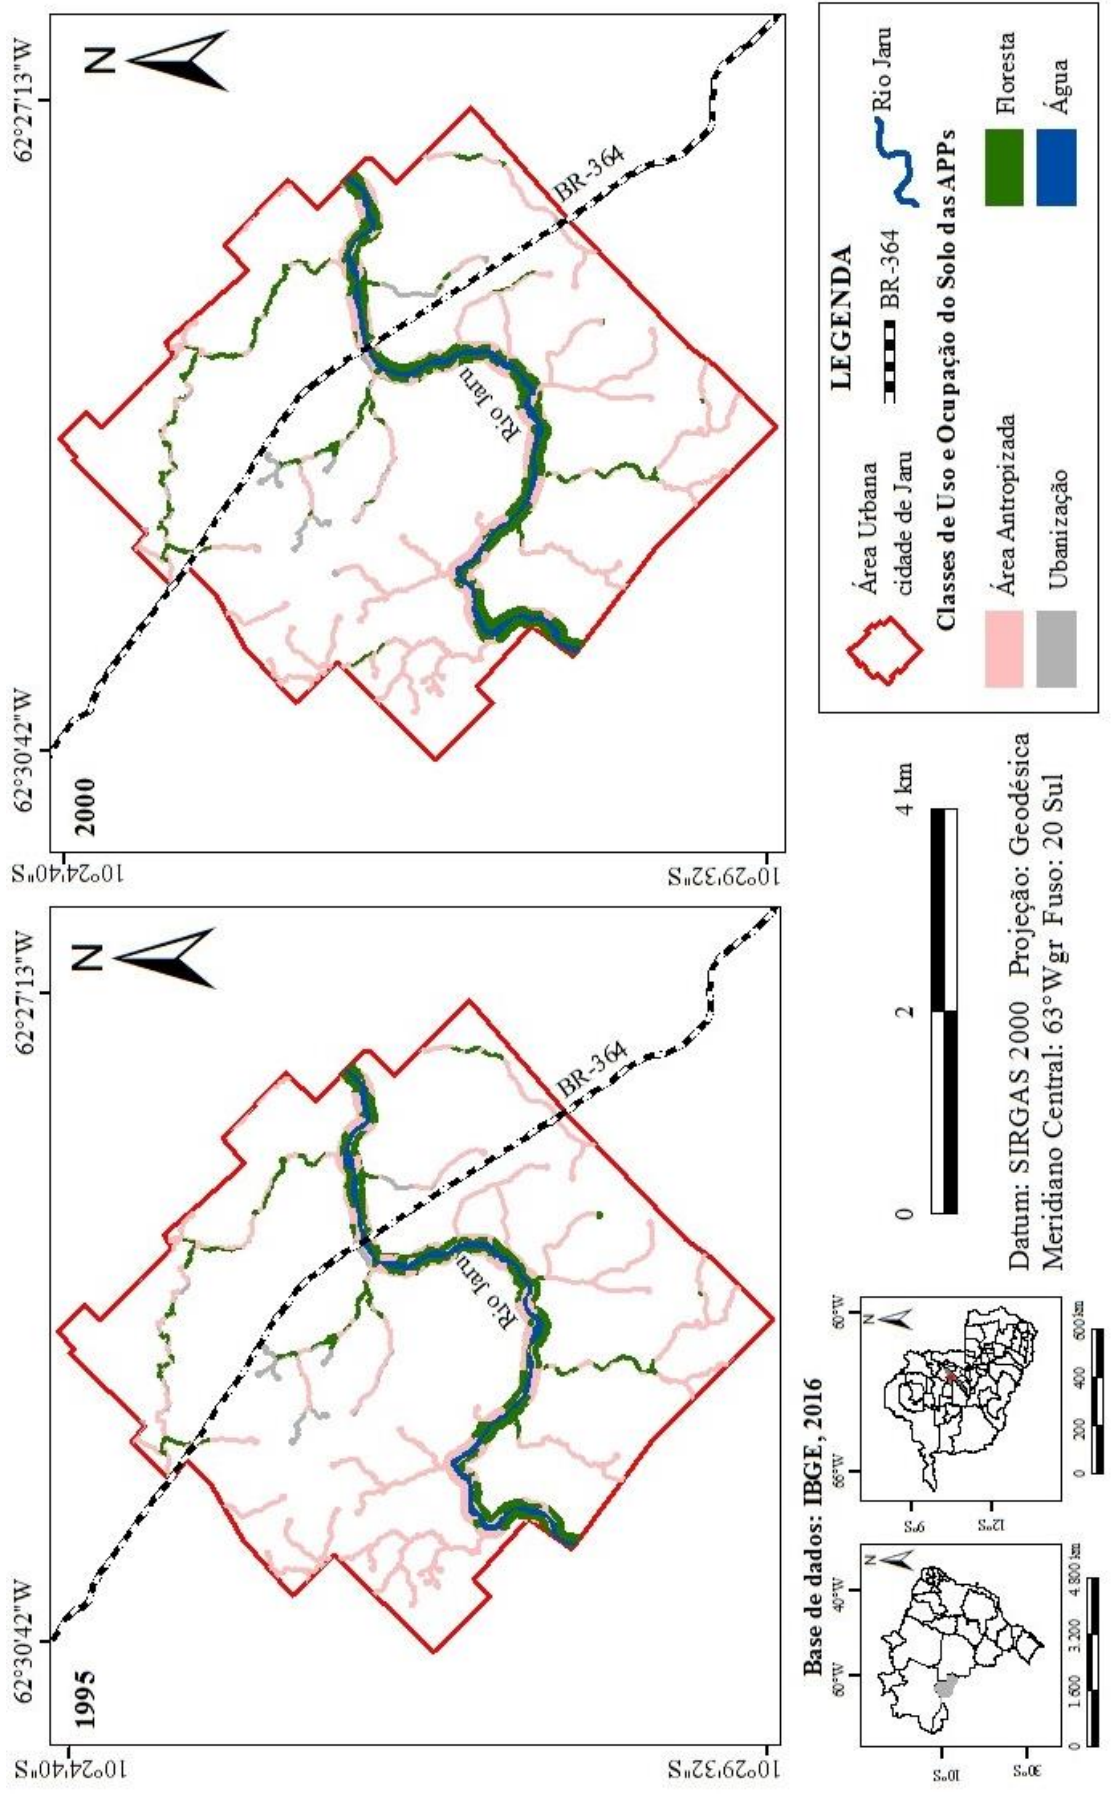 1995
62°30'42"W
62°27'13"W
10°24'40"S
10°29'32"S
N
Rio Jaru
BR-364
2000
62°30'42"W
62°27'13"W
10°24'40"S
10°29'32"S
N
Rio Jaru
BR-364
Base de dados: IBGE, 2016
60°W
40°W
N
10°S
30°S
0
1.600
3.200
4.800 km
66°W
60°W
N
9°S
12°S
0
200
400
600 km
0
2
4 km
Datum: SIRGAS 2000 Projeção: Geodésica
Meridiano Central: 63°Wgr Fuso: 20 Sul
LEGENDA
Área Urbana
cidade de Jaru
BR-364
Rio Jaru
Classes de Uso e Ocupação do Solo das APPs
Área Antropizada
Floresta
Ubanização
Água